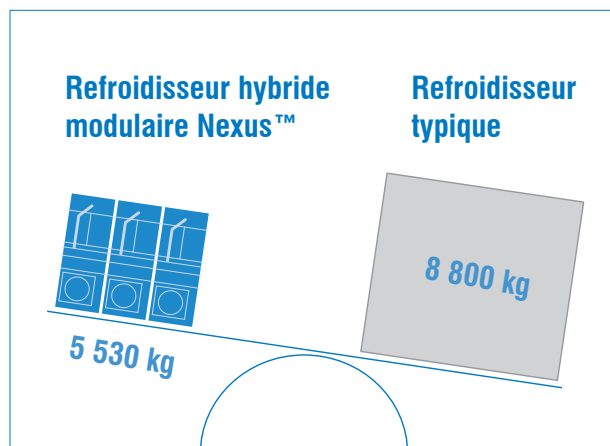 Refroidisseur hybride
modulaire Nexus™
Refroidisseur
typique
8 800 kg
5 530 kg